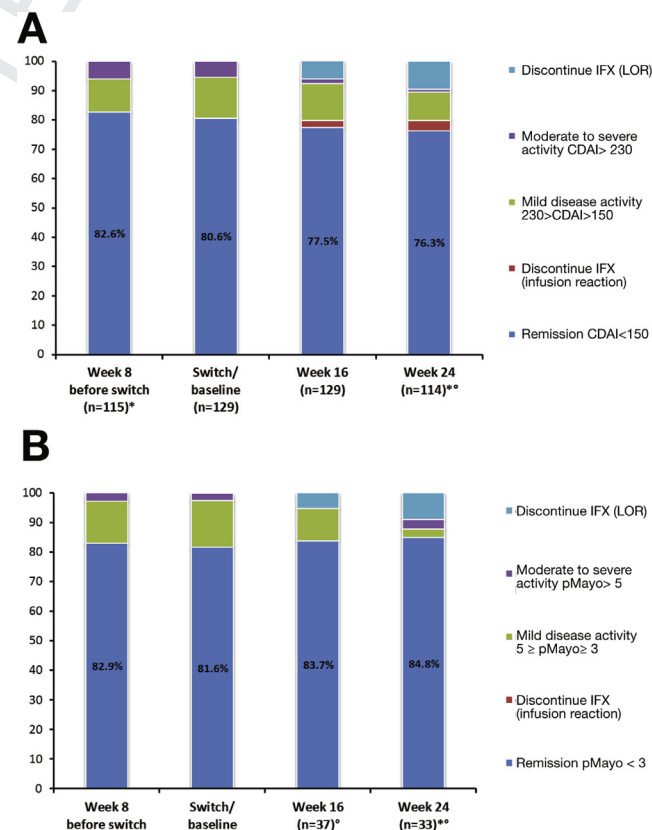 A
100
90
80
70
60
50
40
30
20
10
0
82.6%
80.6%
77.5%
76.3%
Week 8
before switch
(n=115)*
Switch/
baseline
(n=129)
Week 16
(n=129)
Week 24
(n=114)*°
Discontinue IFX (LOR)
Moderate to severe
activity CDAI> 230
Mild disease activity
230>CDAI>150
Discontinue IFX
(infusion reaction)
Remission CDAI<150
B
100
90
80
70
60
50
40
30
20
10
0
82.9%
81.6%
83.7%
84.8%
Week 8
before switch
Switch/
baseline
Week 16
(n=37)°
Week 24
(n=33)*°
Discontinue IFX (LOR)
Moderate to severe
activity pMayo> 5
Mild disease activity
5 ≥ pMayo≥ 3
Discontinue IFX
(infusion reaction)
Remission pMayo < 3